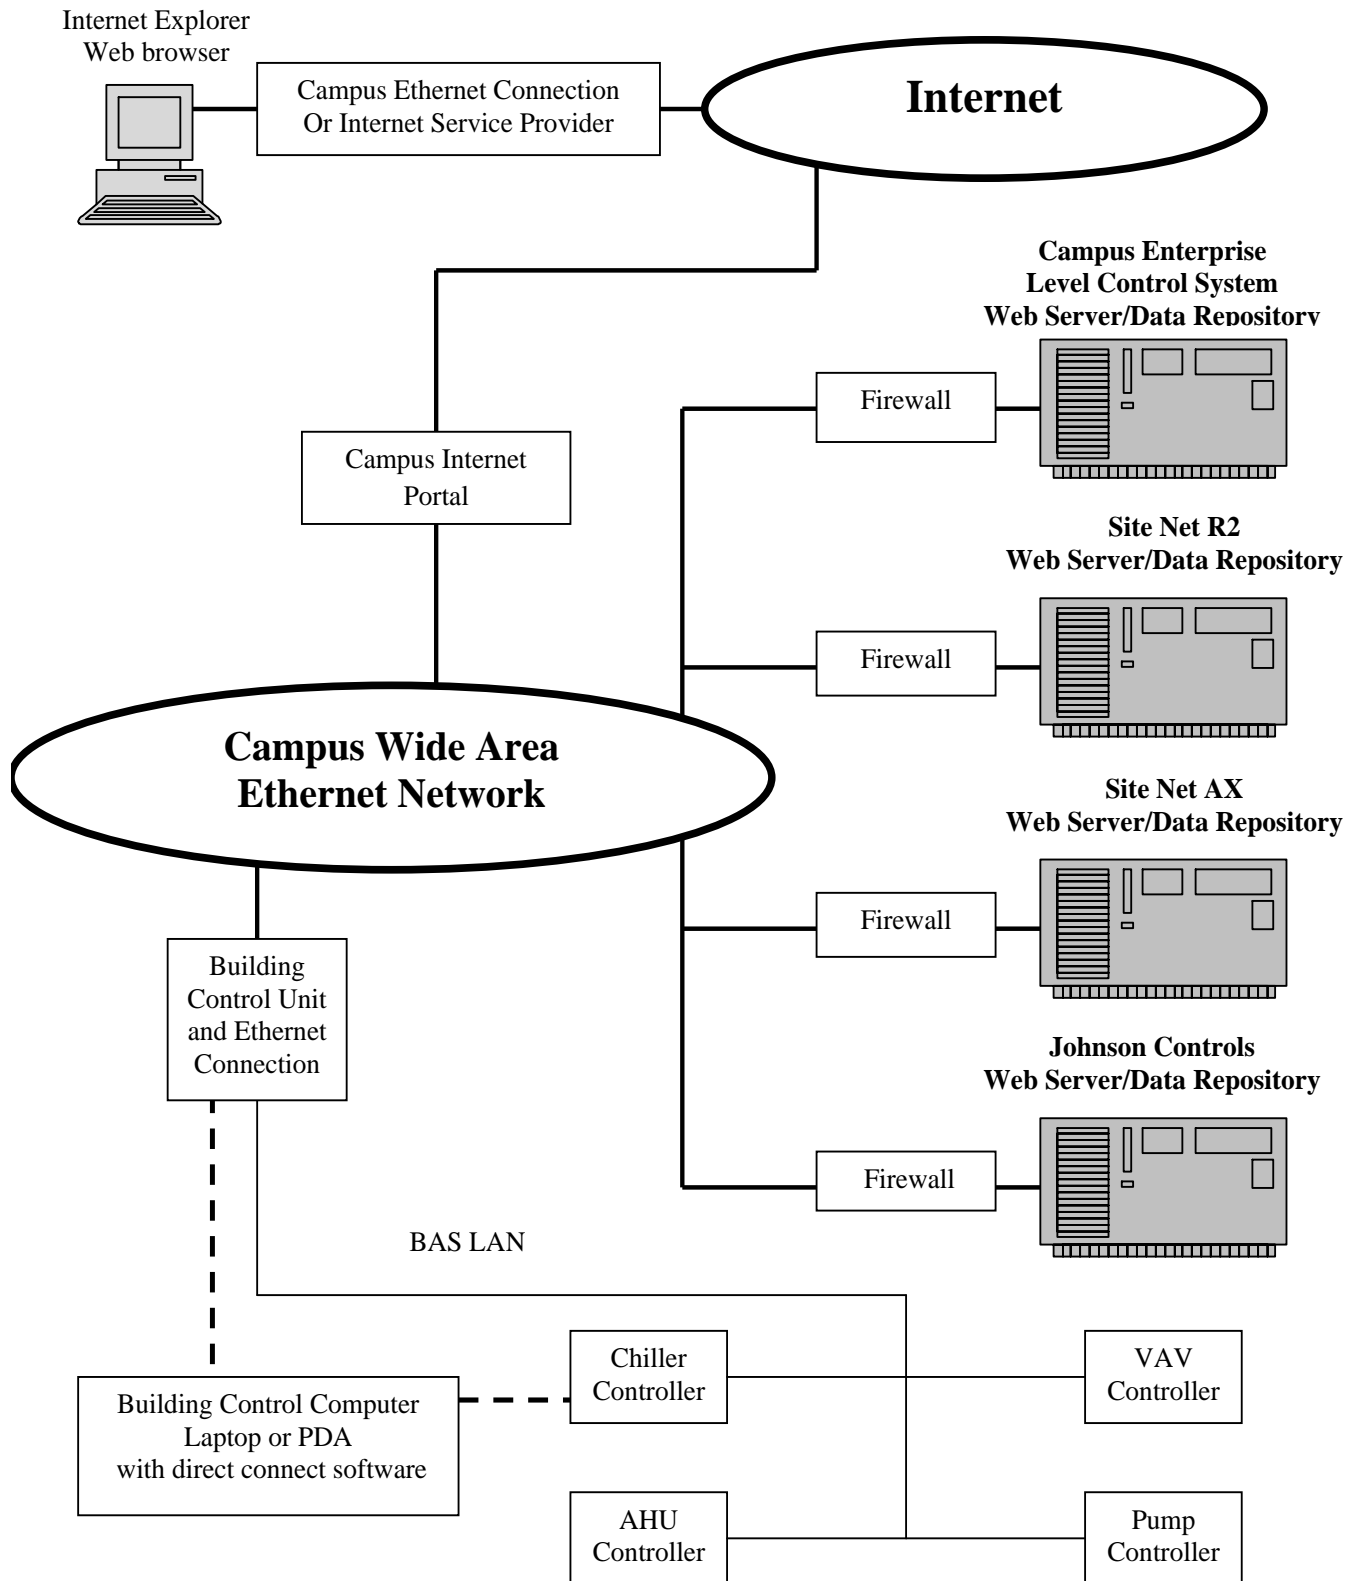 Internet Explorer
Web browser
Campus Ethernet Connection
Or Internet Service Provider
Internet
Campus Enterprise
Level Control System
Web Server/Data Repository
Firewall
Campus Internet
Portal
Site Net R2
Web Server/Data Repository
Firewall
Campus Wide Area
Ethernet Network
Site Net AX
Web Server/Data Repository
Firewall
Building
Control Unit
and Ethernet
Connection
Johnson Controls
Web Server/Data Repository
Firewall
BAS LAN
Chiller
Controller
VAV
Controller
Building Control Computer
Laptop or PDA
with direct connect software
AHU
Controller
Pump
Controller